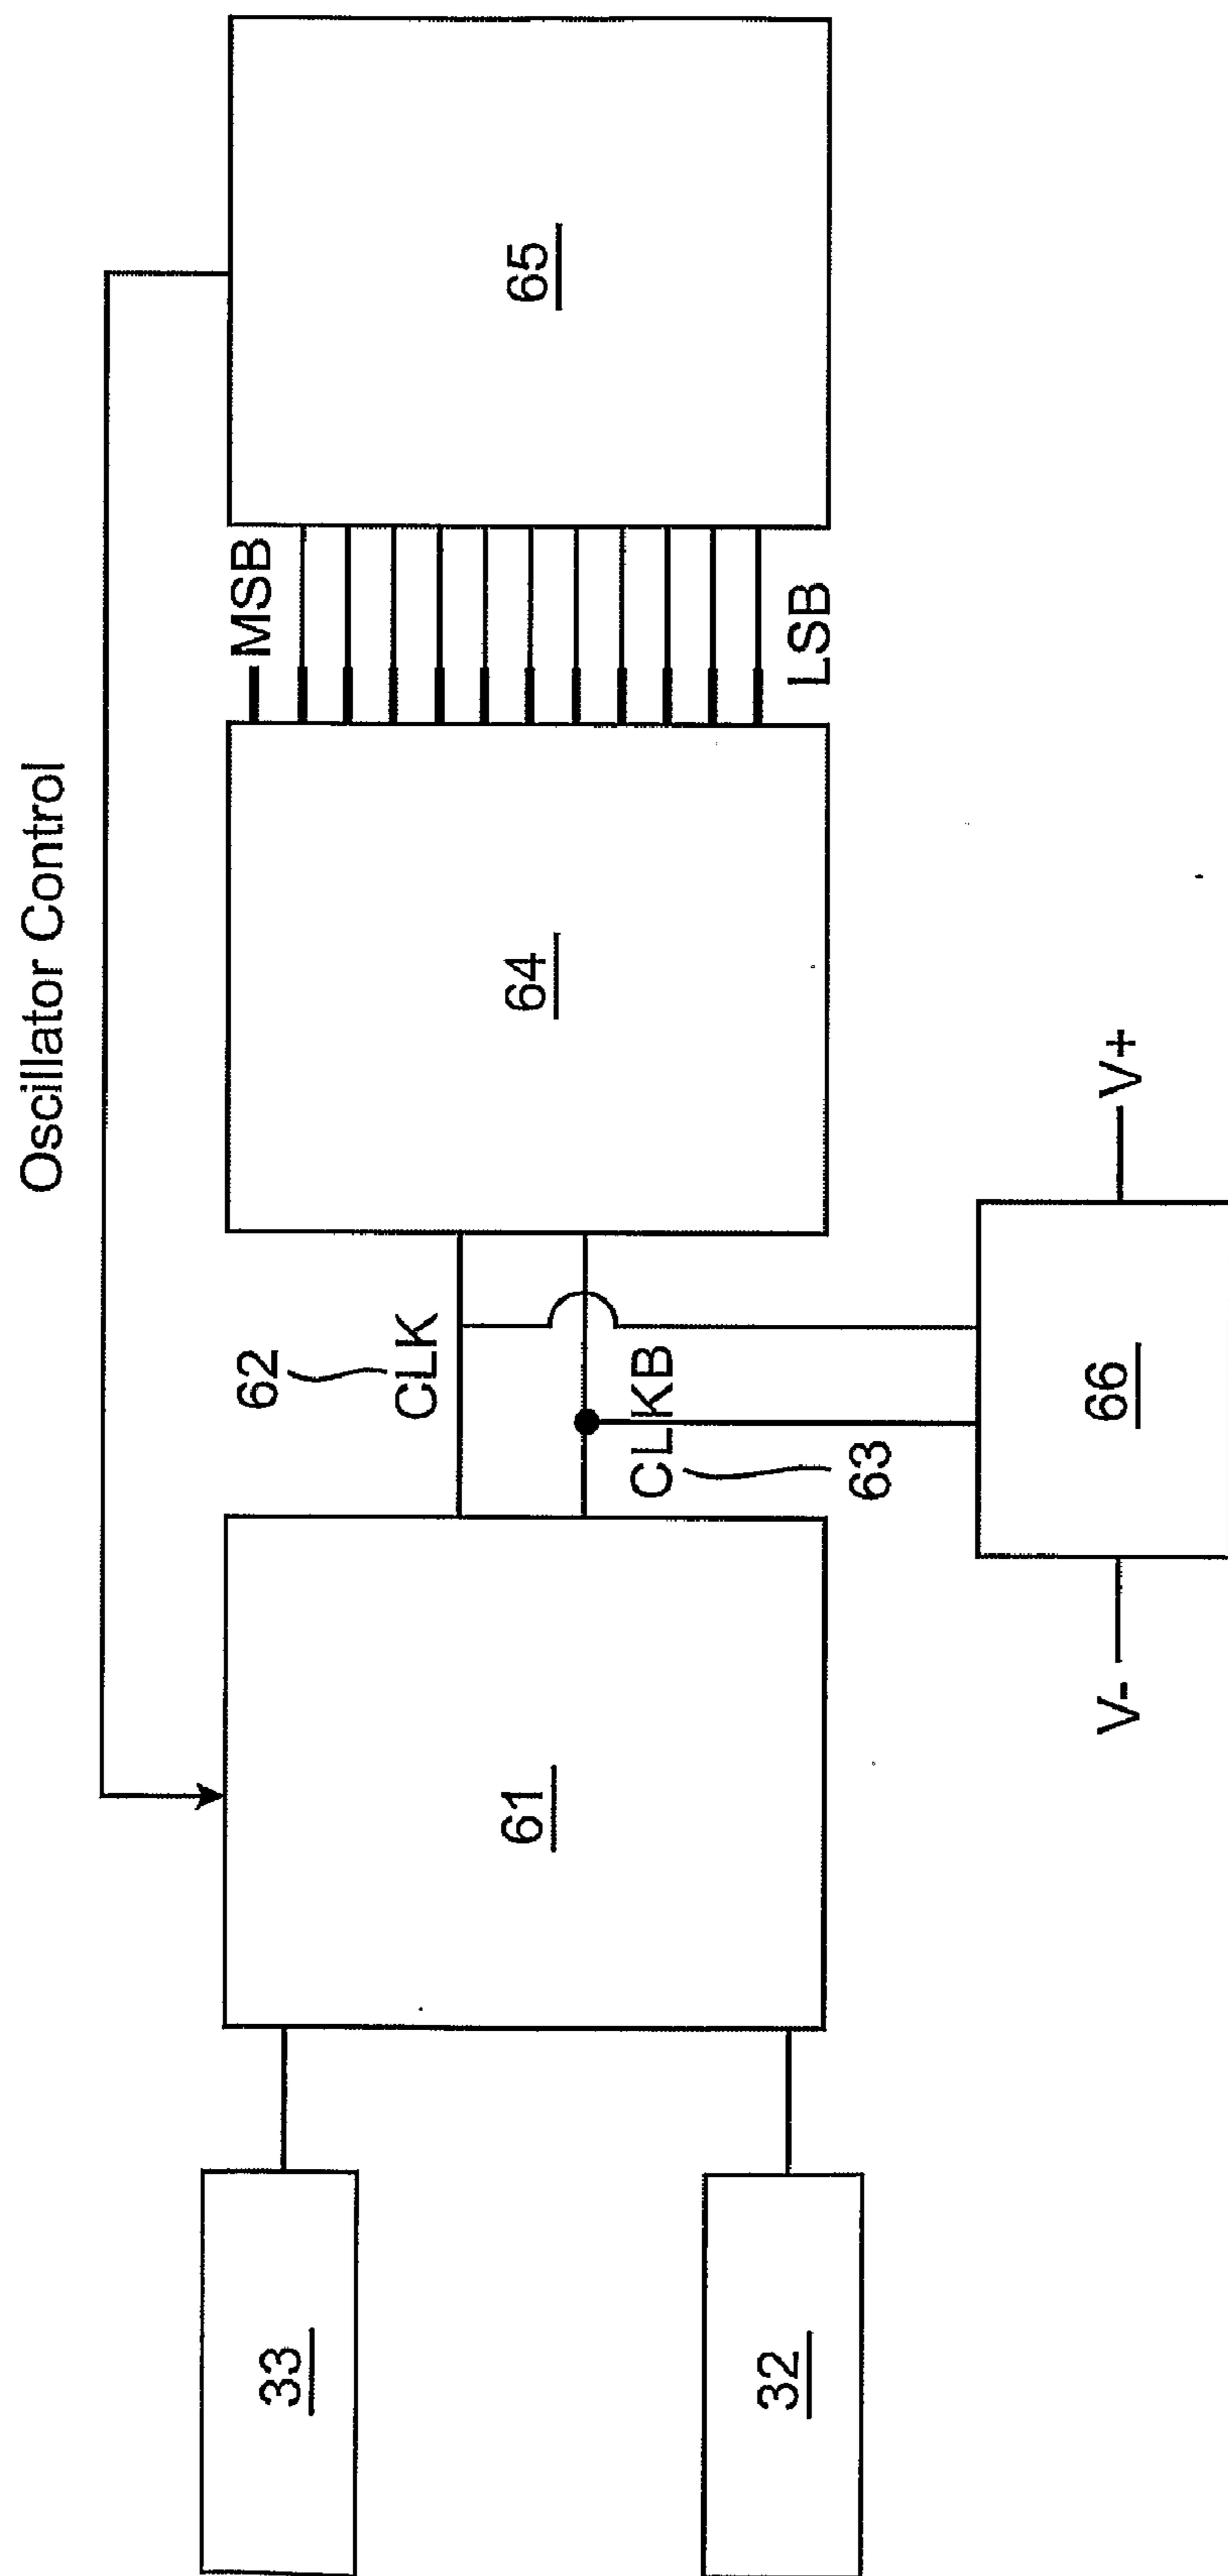 Oscillator Control
33
32
61
62
CLK
CLKB
63
64
MSB
LSB
65
V-
66
V+